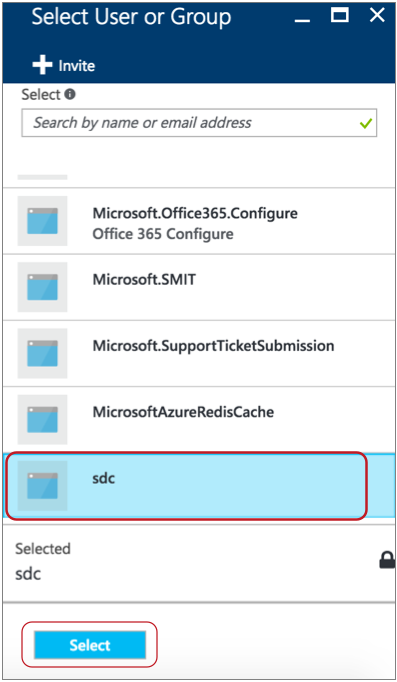 Select User or Group
Invite
Select
Search by name or email address
Microsoft.Office365.Configure
Office 365 Configure
Microsoft.SMIT
Microsoft.SupportTicketSubmission
MicrosoftAzureRedisCache
sdc
Selected
sdc
Select